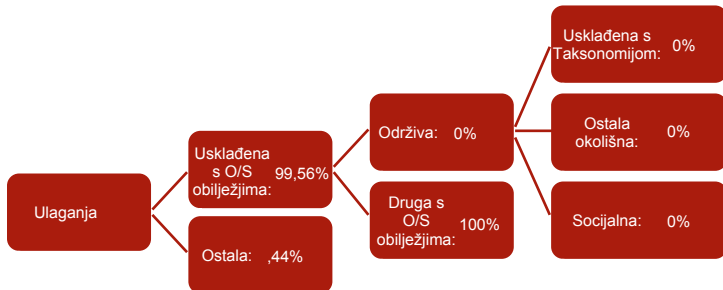 Ulaganja
Usklađena
s O/S
obilježjima: 99,56%
Ostala: ,44%
Održiva: 0%
Druga s
O/S
obilježjima: 100%
Usklađena s
Taksonomijom: 0%
Ostala
okolišna: 0%
Socijalna: 0%